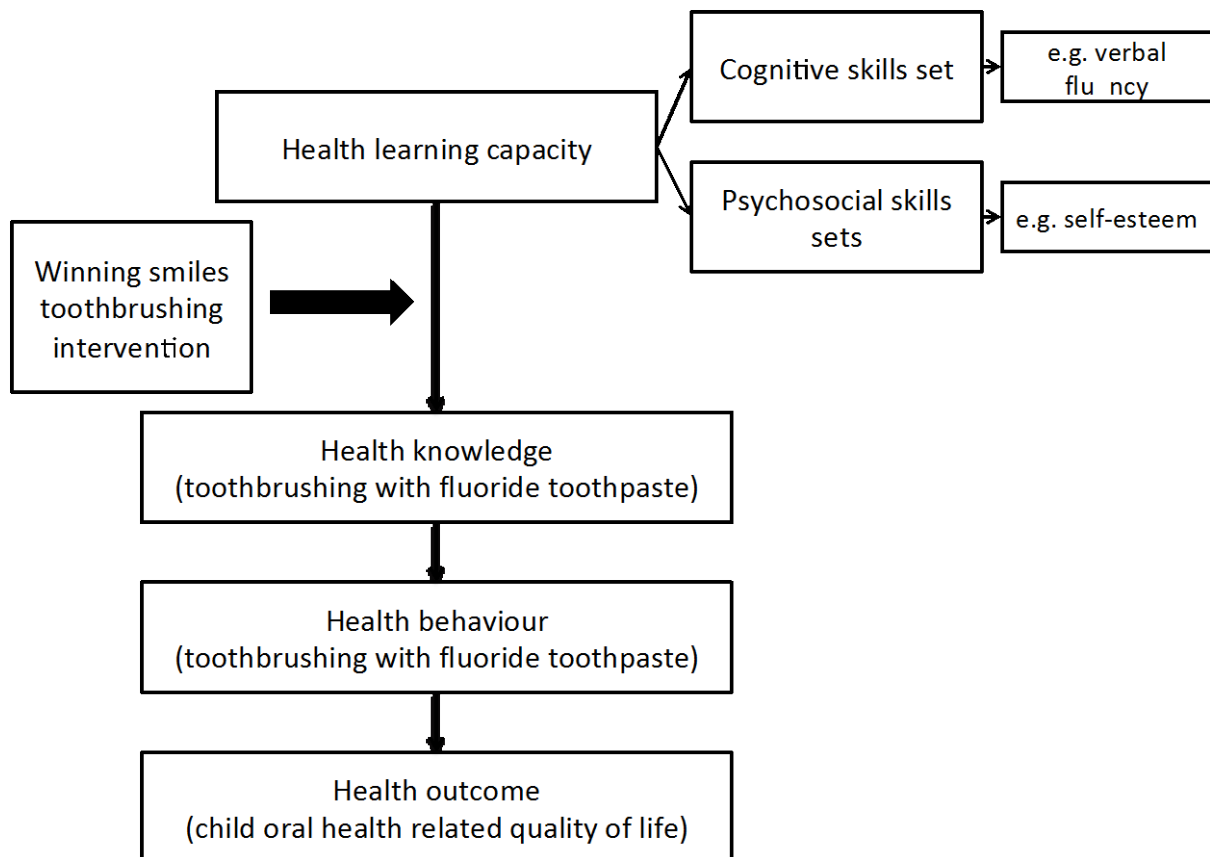 Cognitive skills set
e.g. verbal
flu ncy
Health learning capacity
Psychosocial skills
sets
e.g. self-esteem
Winning smiles
toothbrushing
intervention
Health knowledge
(toothbrushing with fluoride toothpaste)
Health behaviour
(toothbrushing with fluoride toothpaste)
Health outcome
(child oral health related quality of life)